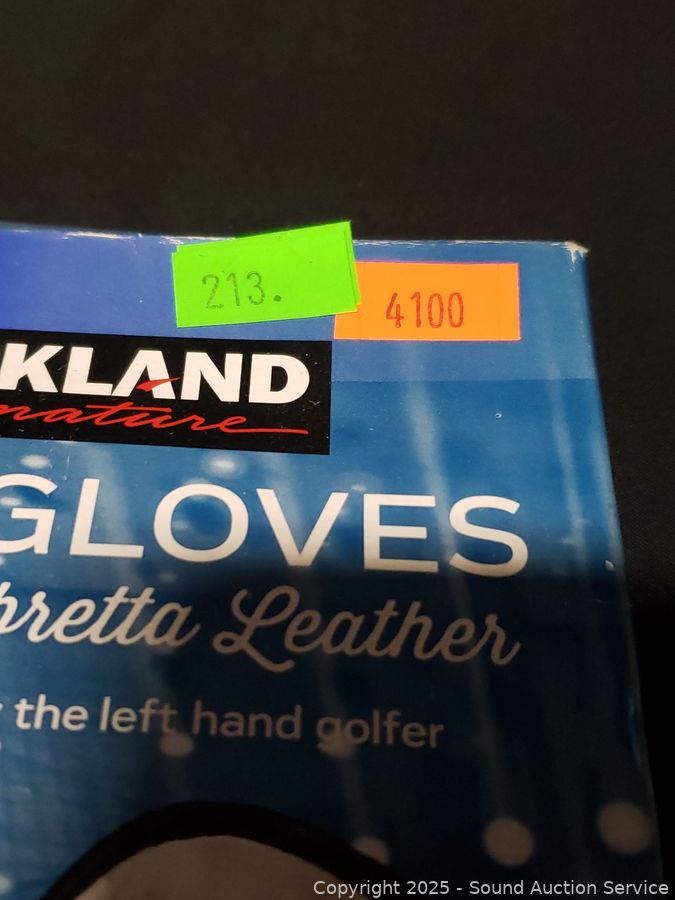 213.
4100
KLAND
nature
GLOVES
bretta Leather
the left hand golfer
Copyright 2025 - Sound Auction Service